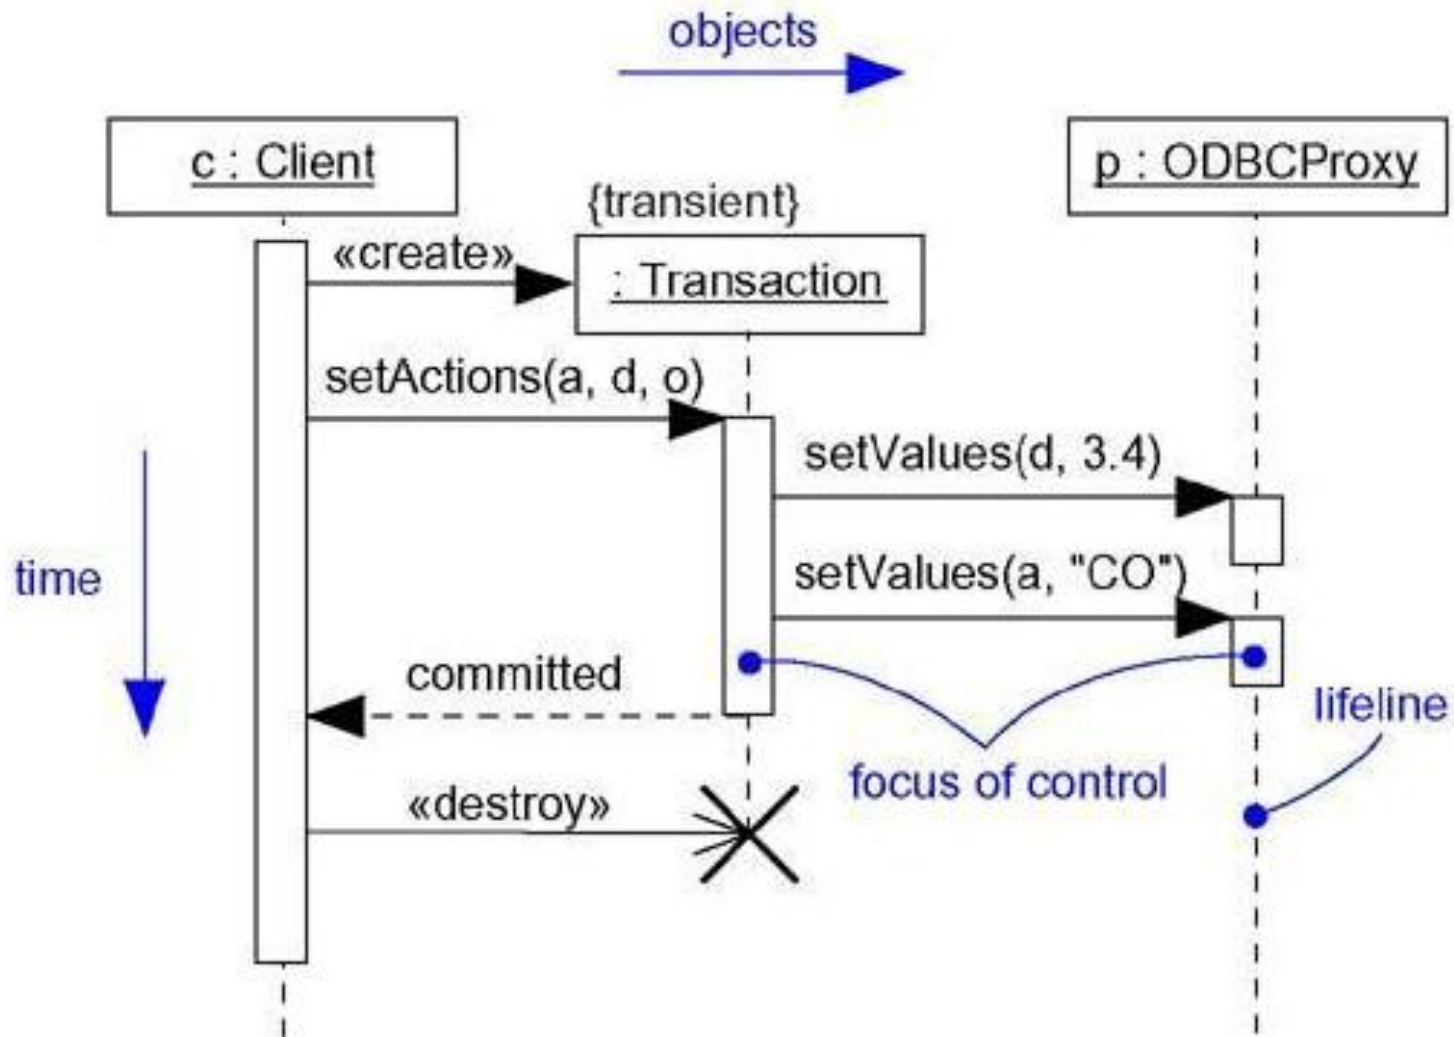 objects
c : Client
p : ODBCProxy
{transient}
«create»
: Transaction
setActions(a, d, o)
setValues(d, 3.4)
time
setValues(a, "CO")
committed
lifeline
focus of control
«destroy»